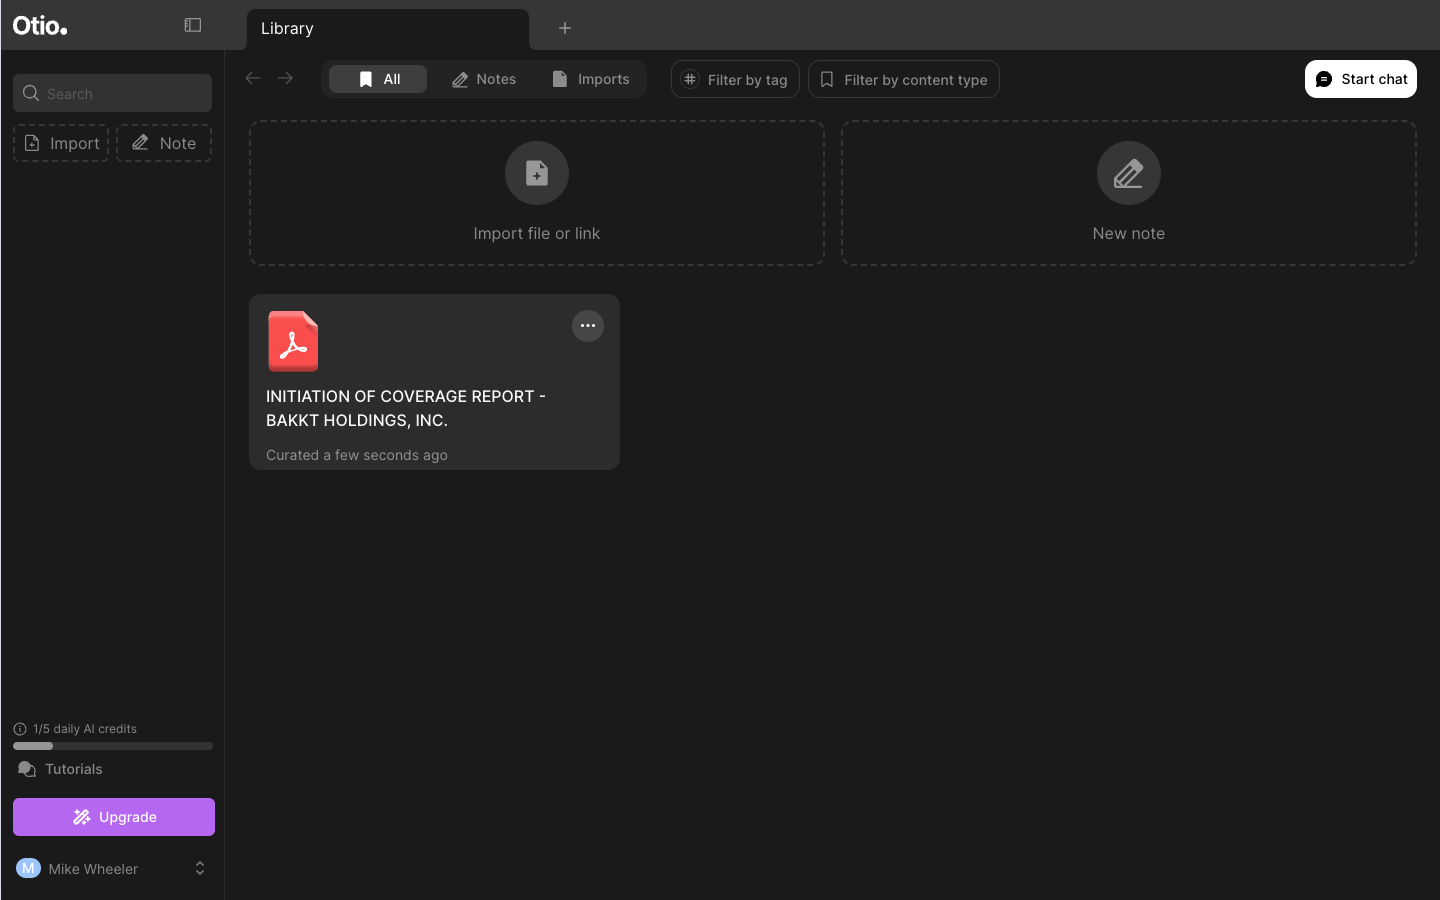 Otio.
Library
Search
Import
Note
All
Notes
Imports
Filter by tag
Filter by content type
Start chat
Import file or link
New note
INITIATION OF COVERAGE REPORT -
BAKKT HOLDINGS, INC.
Curated a few seconds ago
1/5 daily AI credits
Tutorials
Upgrade
M
Mike Wheeler